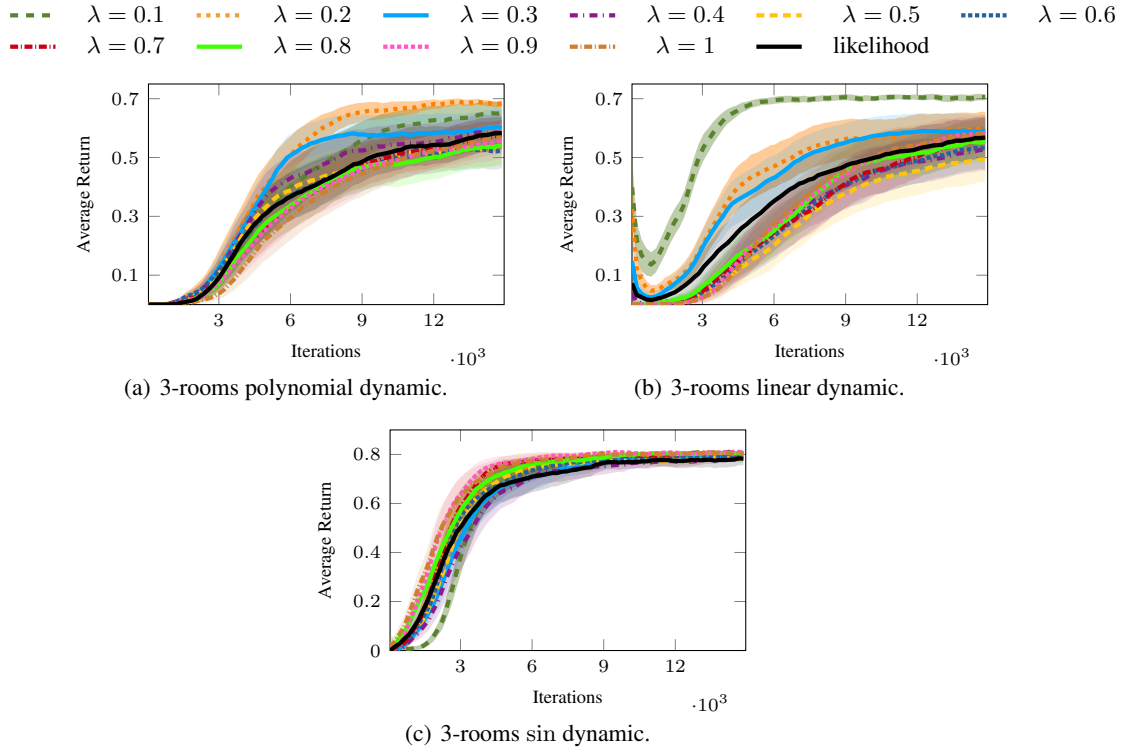 λ = 0.1 λ = 0.2 λ = 0.3 λ = 0.4 λ = 0.5 λ = 0.6
λ = 0.7 λ = 0.8 λ = 0.9 λ = 1 likelihood
0.7
0.5
0.3
0.1
Average Return
3 6 9 12
Iterations
·10³
(a) 3-rooms polynomial dynamic.
0.7
0.5
0.3
0.1
Average Return
3 6 9 12
Iterations
·10³
(b) 3-rooms linear dynamic.
0.8
0.6
0.4
0.2
0
Average Return
3 6 9 12
Iterations
·10³
(c) 3-rooms sin dynamic.